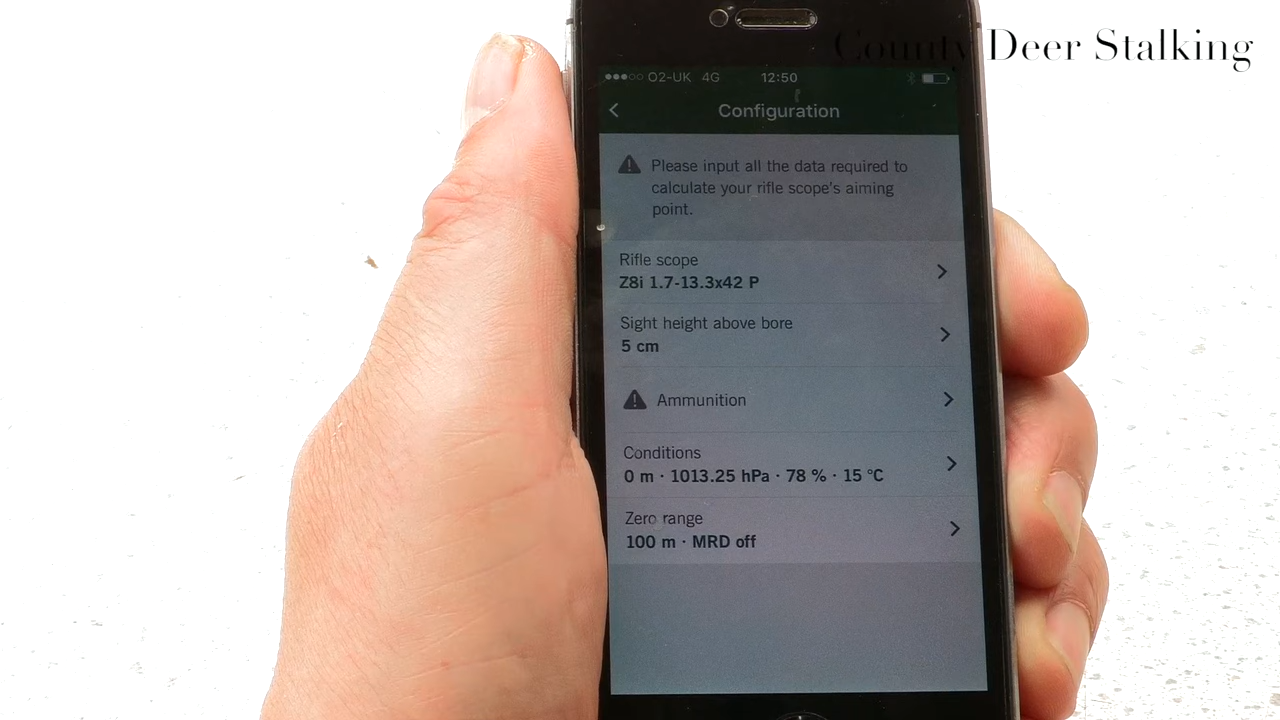 County Deer Stalking
O2-UK 4G 12:50
Configuration
Please input all the data required to
calculate your rifle scope's aiming
point.
Rifle scope
Z8i 1.7-13.3x42 P
Sight height above bore
5 cm
Ammunition
Conditions
0 m · 1013.25 hPa · 78 % · 15 °C
Zero range
100 m · MRD off